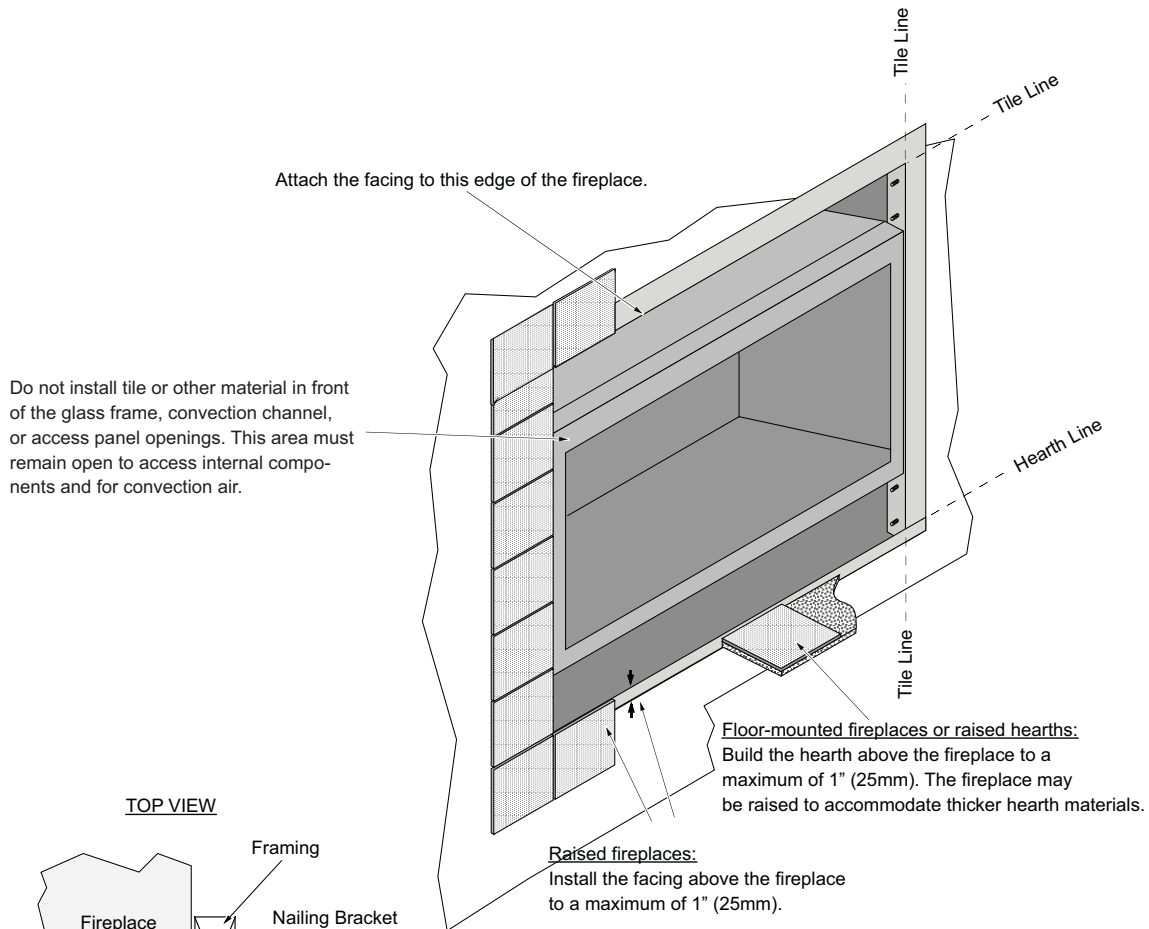 Tile Line
Tile Line
Attach the facing to this edge of the fireplace.
Do not install tile or other material in front
of the glass frame, convection channel,
or access panel openings. This area must
remain open to access internal compo-
nents and for convection air.
Hearth Line
Tile Line
Floor-mounted fireplaces or raised hearths:
Build the hearth above the fireplace to a
maximum of 1” (25mm). The fireplace may
be raised to accommodate thicker hearth materials.
Raised fireplaces:
Install the facing above the fireplace
to a maximum of 1” (25mm).
TOP VIEW
Framing
Nailing Bracket
Fireplace